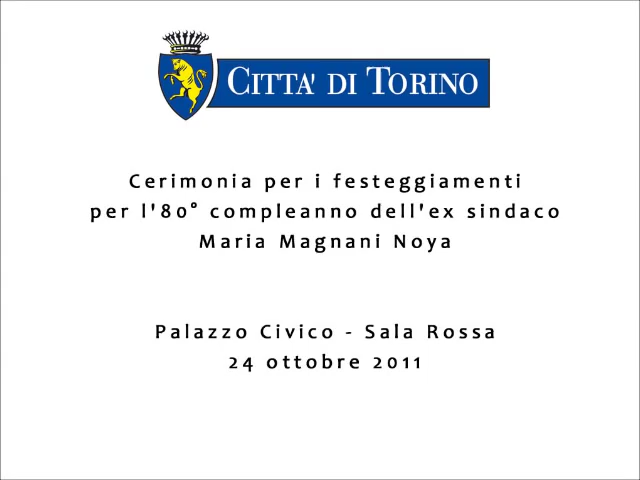 CITTA' DI TORINO
Cerimonia per i festeggiamenti
per l'80° compleanno dell'ex sindaco
Maria Magnani Noya
Palazzo Civico - Sala Rossa
24 ottobre 2011